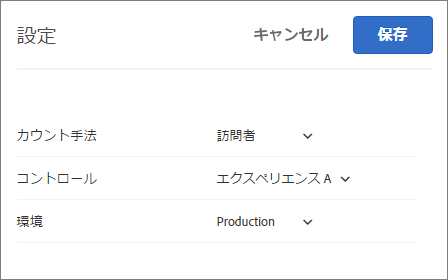 設定 キャンセル 保存
カウント手法 訪問者
コントロール エクスペリエンス A
環境 Production